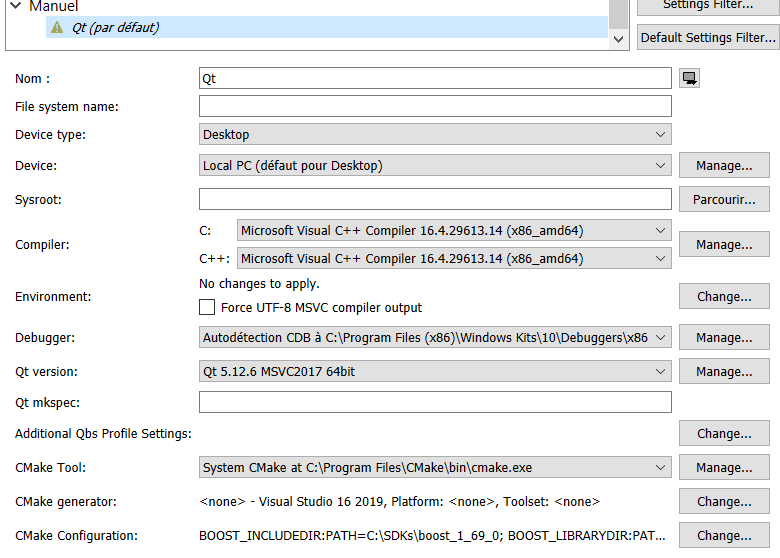 Manuel
Settings Filter...
Qt (par défaut)
Default Settings Filter...
Nom :
Qt
File system name:
Device type:
Desktop
Device:
Local PC (défaut pour Desktop)
Manage...
Sysroot:
Parcourir...
Compiler:
C:
Microsoft Visual C++ Compiler 16.4.29613.14 (x86_amd64)
C++:
Microsoft Visual C++ Compiler 16.4.29613.14 (x86_amd64)
Manage...
Environment:
No changes to apply.
Force UTF-8 MSVC compiler output
Change...
Debugger:
Autodétection CDB à C:\Program Files (x86)\Windows Kits\10\Debuggers\x86
Manage...
Qt version:
Qt 5.12.6 MSVC2017 64bit
Manage...
Qt mkspec:
Additional Qbs Profile Settings:
Change...
CMake Tool:
System CMake at C:\Program Files\CMake\bin\cmake.exe
Manage...
CMake generator:
<none> - Visual Studio 16 2019, Platform: <none>, Toolset: <none>
Change...
CMake Configuration:
BOOST_INCLUDEDIR:PATH=C:\SDKs\boost_1_69_0; BOOST_LIBRARYDIR:PAT...
Change...